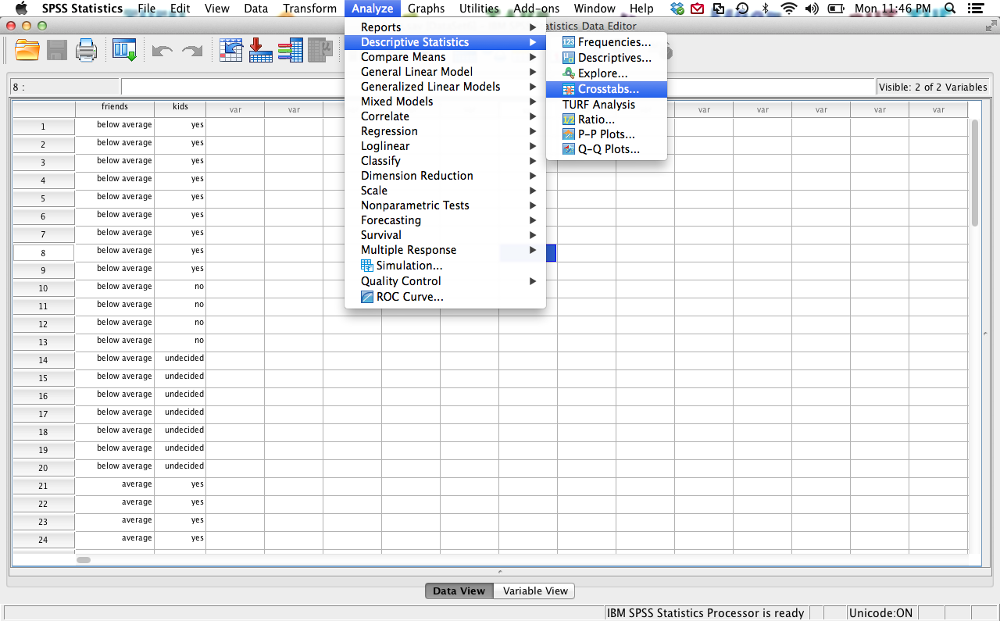 SPSS Statistics File Edit View Data Transform Analyze Graphs Utilities Add-ons Window Help Mon 11:46 PM
atistics Data Editor
Reports
Descriptive Statistics
Compare Means
General Linear Model
Generalized Linear Models
Mixed Models
Correlate
Regression
Loglinear
Classify
Dimension Reduction
Scale
Nonparametric Tests
Forecasting
Survival
Multiple Response
Simulation...
Quality Control
ROC Curve...
Frequencies...
Descriptives...
Explore...
Crosstabs...
TURF Analysis
Ratio...
P-P Plots...
Q-Q Plots...
8 :
Visible: 2 of 2 Variables
friends kids var var var var var var var
1 below average yes
2 below average yes
3 below average yes
4 below average yes
5 below average yes
6 below average yes
7 below average yes
8 below average yes
9 below average yes
10 below average no
11 below average no
12 below average no
13 below average no
14 below average undecided
15 below average undecided
16 below average undecided
17 below average undecided
18 below average undecided
19 below average undecided
20 below average undecided
21 average yes
22 average yes
23 average yes
24 average yes
Data View Variable View
IBM SPSS Statistics Processor is ready Unicode:ON